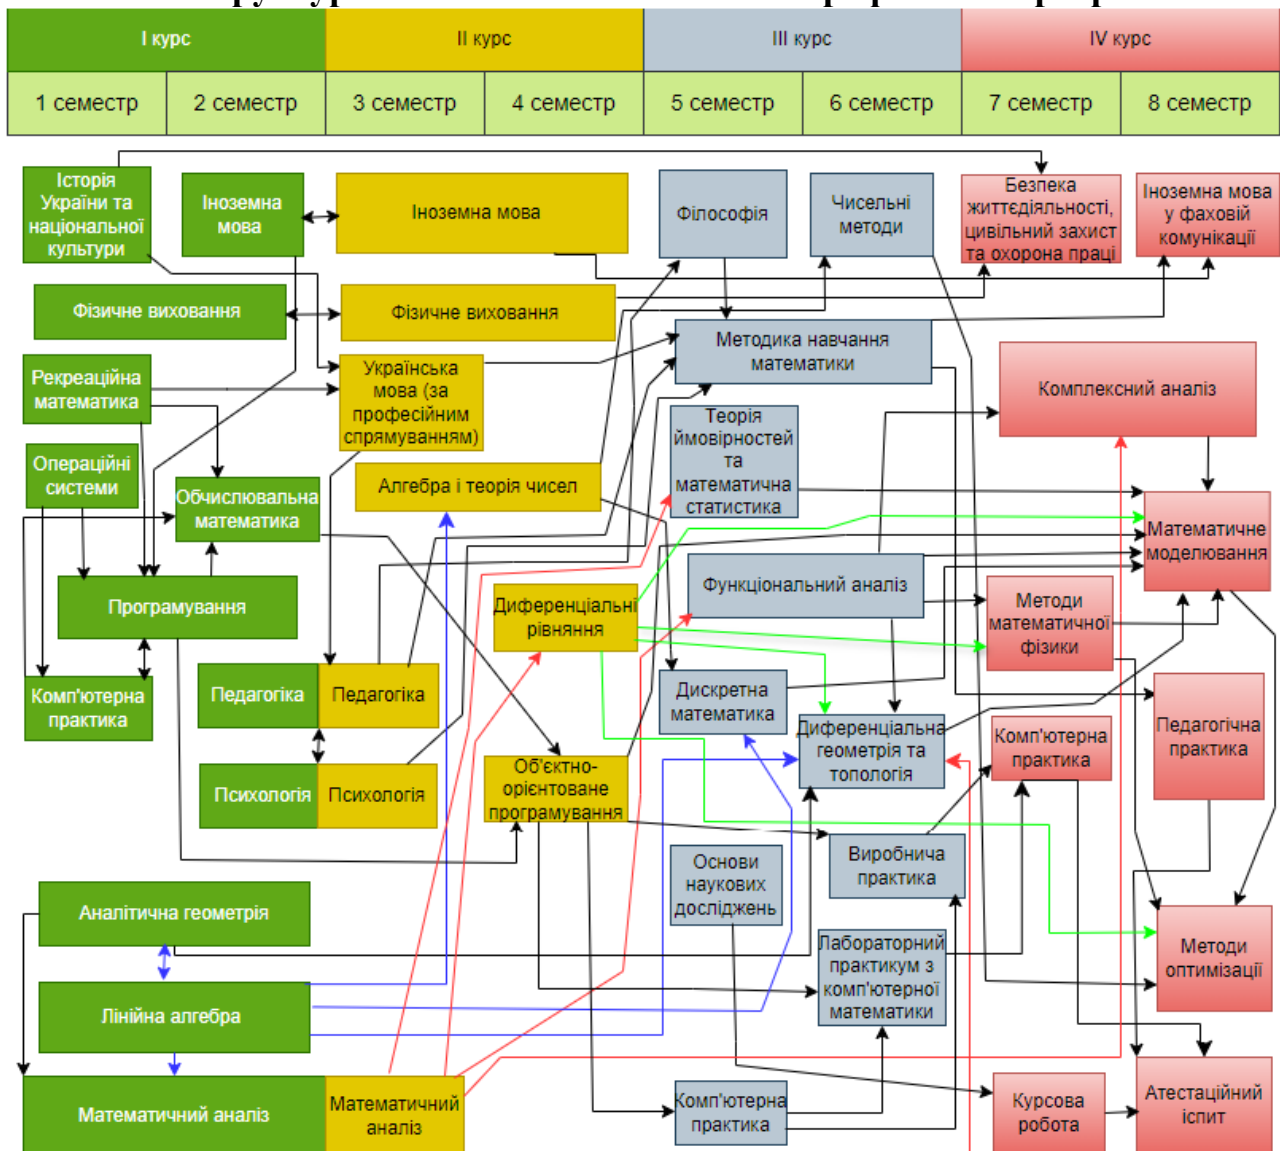 І курс
ІІ курс
ІІІ курс
IV курс
1 семестр
2 семестр
3 семестр
4 семестр
5 семестр
6 семестр
7 семестр
8 семестр
Історія
України та
національної
культури
Іноземна
мова
Іноземна мова
Філософія
Чисельні
методи
Безпека
життєдіяльності,
цивільний захист
та охорона праці
Іноземна мова
у фаховій
комунікації
Фізичне виховання
Фізичне виховання
Методика навчання
математики
Рекреаційна
математика
Українська
мова (за
професійним
спрямуванням)
Комплексний аналіз
Теорія
ймовірностей
та
математична
статистика
Операційні
системи
Обчислювальна
математика
Алгебра і теорія чисел
Математичне
моделювання
Програмування
Диференціальні
рівняння
Функціональний аналіз
Методи
математичної
фізики
Комп'ютерна
практика
Педагогіка
Педагогіка
Дискретна
математика
Диференціальна
геометрія та
топологія
Комп'ютерна
практика
Педагогічна
практика
Психологія
Психологія
Об'єктно-
орієнтоване
програмування
Основи
наукових
досліджень
Виробнича
практика
Аналітична геометрія
Лабораторний
практикум з
комп'ютерної
математики
Методи
оптимізації
Лінійна алгебра
Математичний аналіз
Математичний
аналіз
Комп'ютерна
практика
Курсова
робота
Атестаційний
іспит